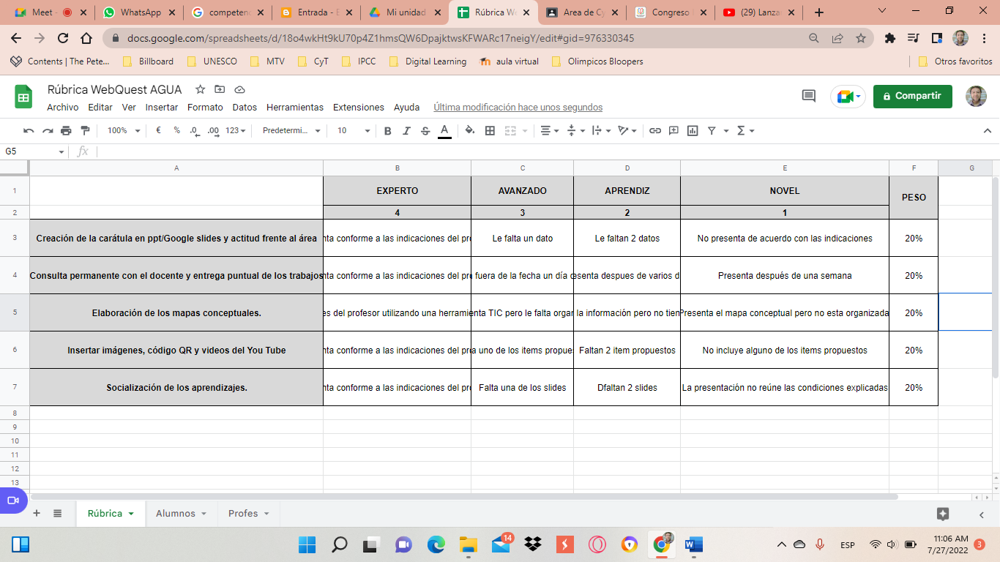 Meet -
WhatsApp
competen
Entrada - E
Mi unidad
Rúbrica We
Area de Cy
Congreso
(29) Lanza
docs.google.com/spreadsheets/d/18o4wkHt9kU70p4Z1hmsQW6DpajktwsKFWARc17neigY/edit#gid=976330345
Contents | The Pete...
Billboard
UNESCO
MTV
CyT
IPCC
Digital Learning
aula virtual
Olimpicos Bloopers
Otros favoritos
Rúbrica WebQuest AGUA
Archivo Editar Ver Insertar Formato Datos Herramientas Extensiones Ayuda Última modificación hace unos segundos
Compartir
100% € % .0 .00 123 Predetermi... 10 B I S A
G5 fx
A B C D E F G
1 EXPERTO AVANZADO APRENDIZ NOVEL PESO
2 4 3 2 1
3 Creación de la carátula en ppt/Google slides y actitud frente al área nta conforme a las indicaciones del pro Le falta un dato Le faltan 2 datos No presenta de acuerdo con las indicaciones 20%
4 Consulta permanente con el docente y entrega puntual de los trabajos nta conforme a las indicaciones del pro fuera de la fecha un día d esenta despues de varios d Presenta después de una semana 20%
5 Elaboración de los mapas conceptuales. es del profesor utilizando una herramie nta TIC pero le falta organ la información pero no tien Presenta el mapa conceptual pero no esta organizada 20%
6 Insertar imágenes, código QR y videos del You Tube nta conforme a las indicaciones del pro a uno de los items propues Faltan 2 item propuestos No incluye alguno de los items propuestos 20%
7 Socialización de los aprendizajes. nta conforme a las indicaciones del pro Falta una de los slides Dfaltan 2 slides La presentación no reúne las condiciones explicadas 20%
8
9
10
11
12
13
Rúbrica Alumnos Profes
14
ESP
11:06 AM
7/27/2022
3